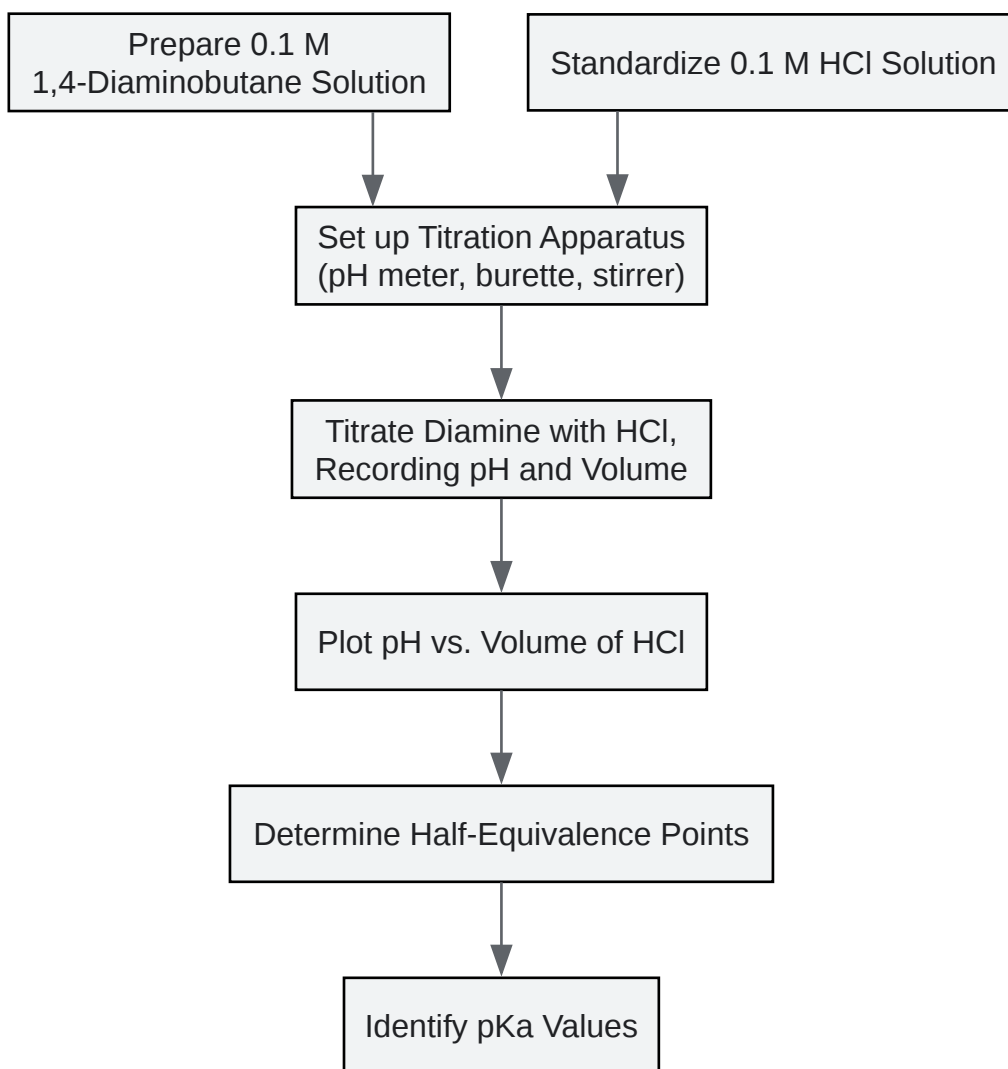 Prepare 0.1 M
1,4-Diaminobutane Solution
Standardize 0.1 M HCl Solution
Set up Titration Apparatus
(pH meter, burette, stirrer)
Titrate Diamine with HCl,
Recording pH and Volume
Plot pH vs. Volume of HCl
Determine Half-Equivalence Points
Identify pKa Values